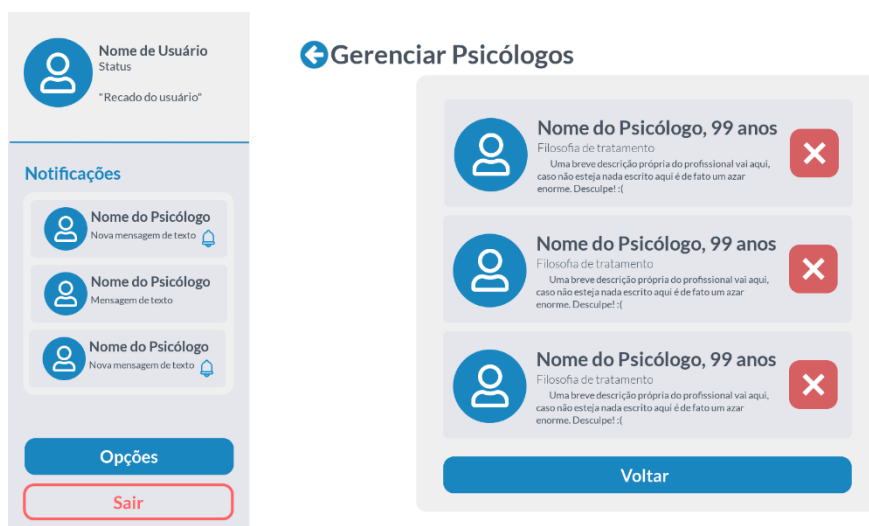 Nome de Usuário
Status
"Recado do usuário"
Notificações
Nome do Psicólogo
Nova mensagem de texto
Nome do Psicólogo
Mensagem de texto
Nome do Psicólogo
Nova mensagem de texto
Opções
Sair
Gerenciar Psicólogos
Nome do Psicólogo, 99 anos
Filosofia de tratamento
Uma breve descrição própria do profissional vai aqui,
caso não esteja nada escrito aqui é de fato um azar
enorme. Desculpe! :(
Nome do Psicólogo, 99 anos
Filosofia de tratamento
Uma breve descrição própria do profissional vai aqui,
caso não esteja nada escrito aqui é de fato um azar
enorme. Desculpe! :(
Nome do Psicólogo, 99 anos
Filosofia de tratamento
Uma breve descrição própria do profissional vai aqui,
caso não esteja nada escrito aqui é de fato um azar
enorme. Desculpe! :(
Voltar